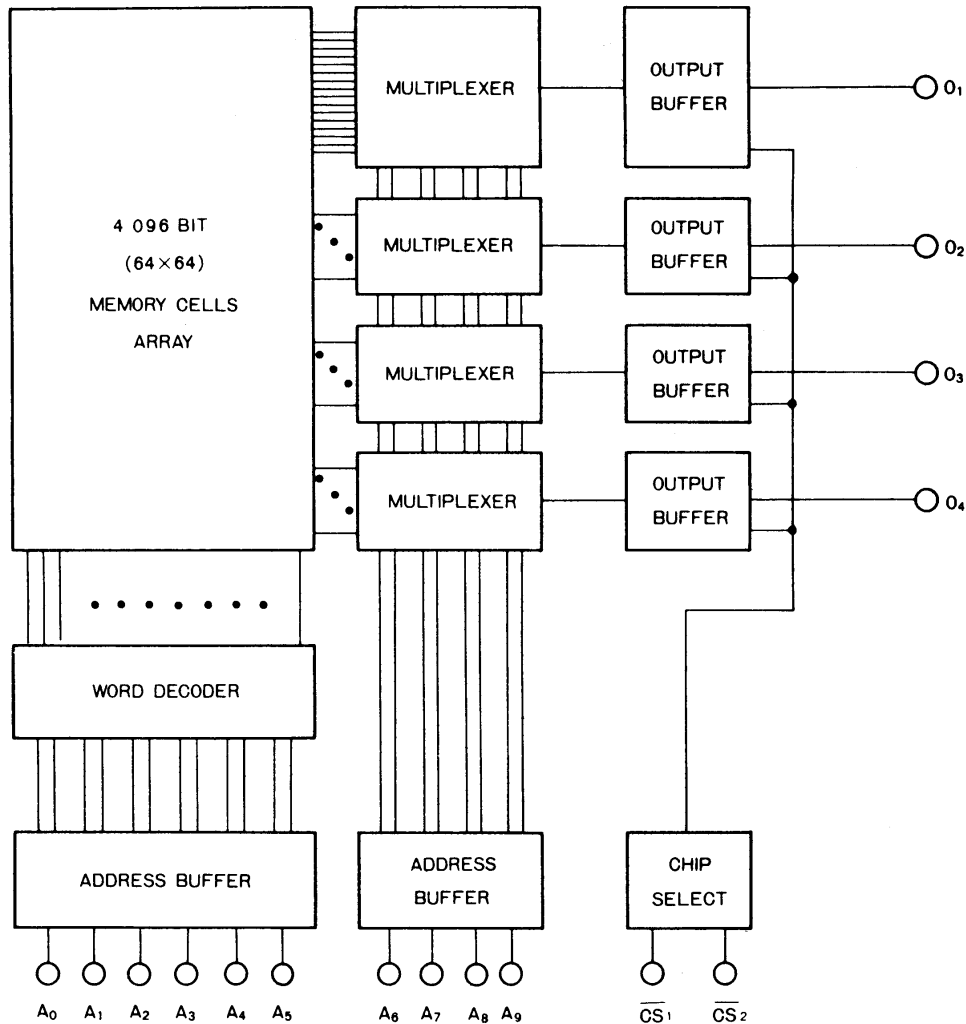 4 096 BIT
(64×64)
MEMORY CELLS
ARRAY
MULTIPLEXER
OUTPUT
BUFFER
O₁
MULTIPLEXER
OUTPUT
BUFFER
O₂
MULTIPLEXER
OUTPUT
BUFFER
O₃
MULTIPLEXER
OUTPUT
BUFFER
O₄
WORD DECODER
ADDRESS BUFFER
ADDRESS
BUFFER
CHIP
SELECT
A₀ A₁ A₂ A₃ A₄ A₅ A₆ A₇ A₈ A₉ C̅S̅₁ C̅S̅₂